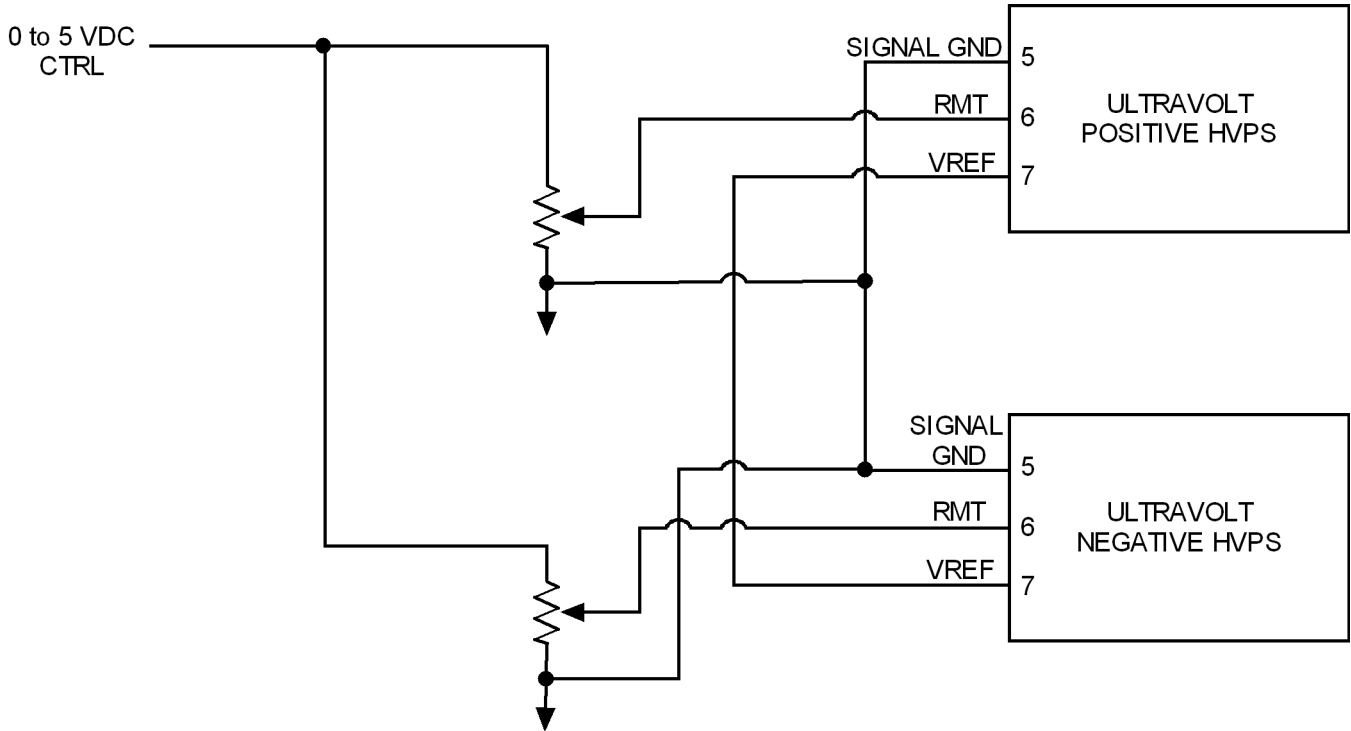 0 to 5 VDC
CTRL
SIGNAL GND
5
RMT
6
VREF
7
ULTRAVOLT
POSITIVE HVPS
SIGNAL
GND
5
RMT
6
VREF
7
ULTRAVOLT
NEGATIVE HVPS